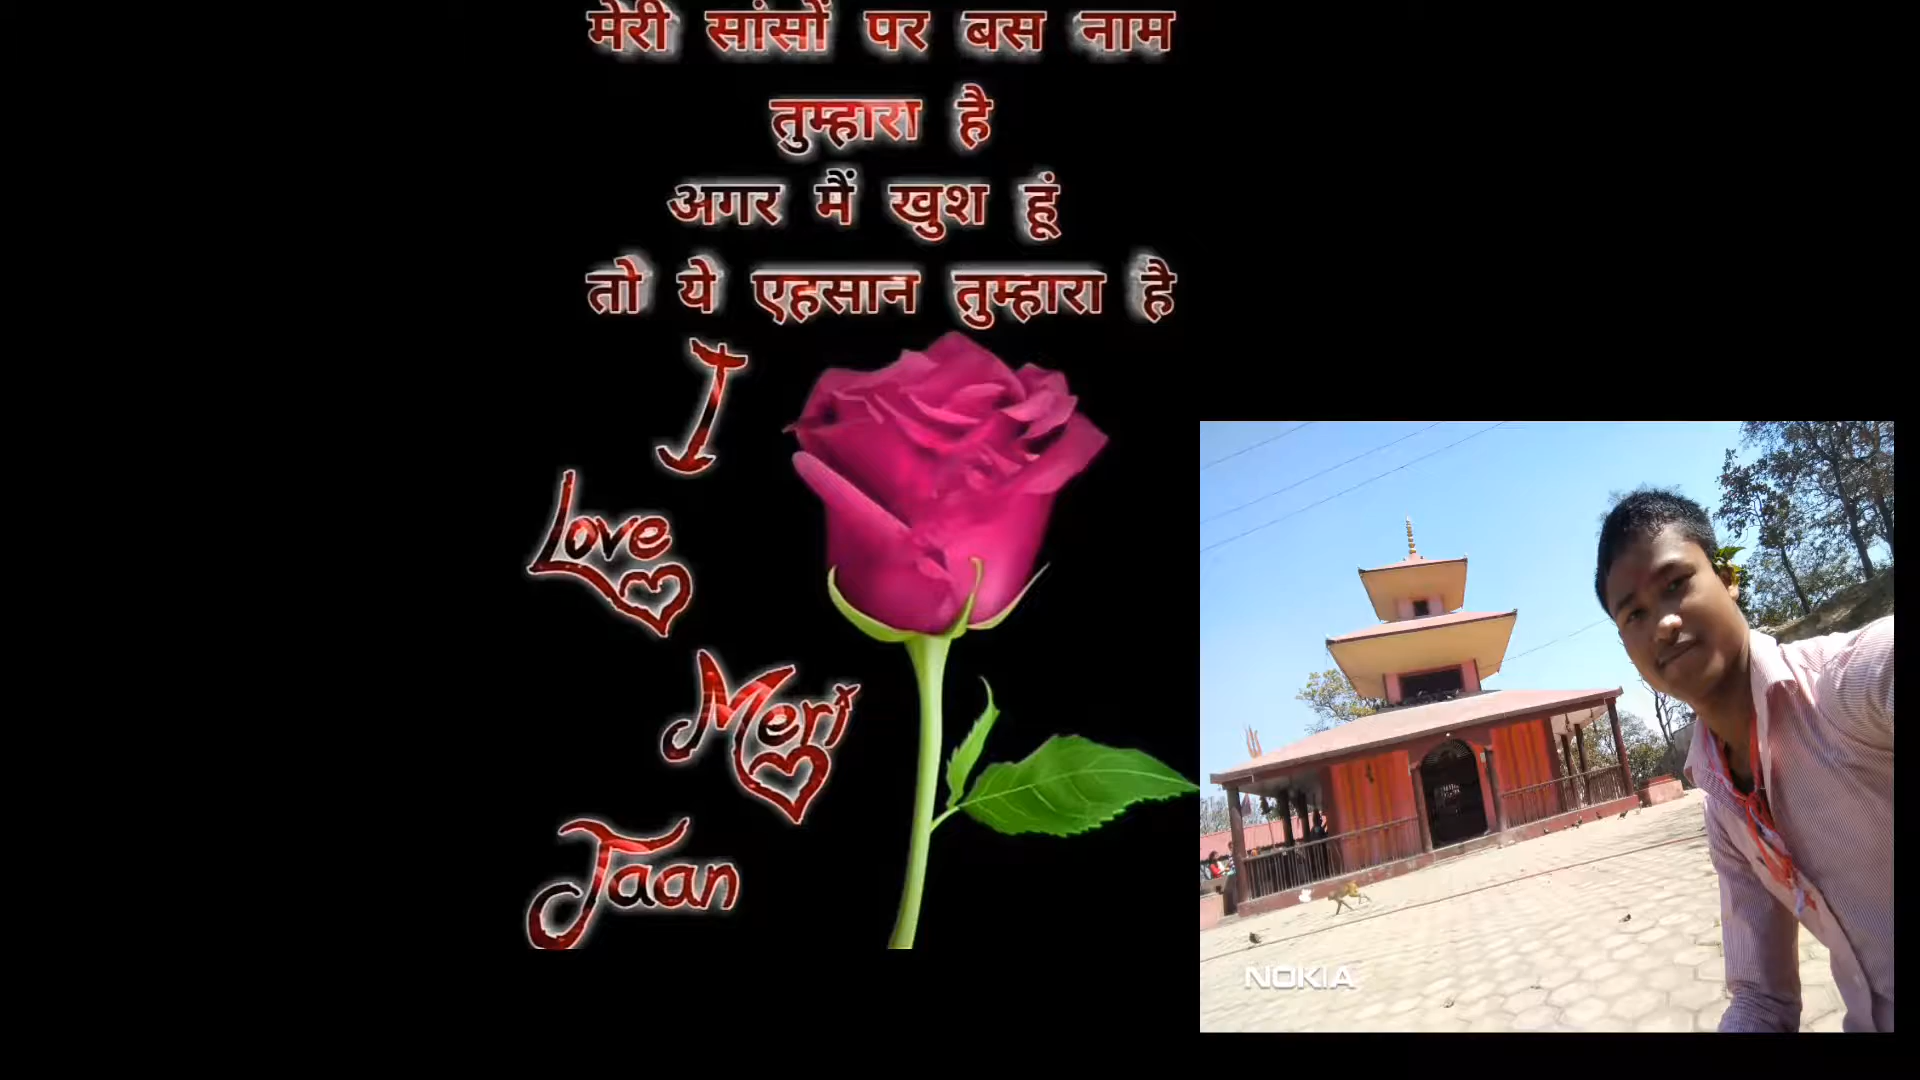 मेरी सांसों पर बस नाम
तुम्हारा है
अगर मैं खुश हूं
तो ये एहसान तुम्हारा है
I
Love
Meri
Jaan
NOKIA